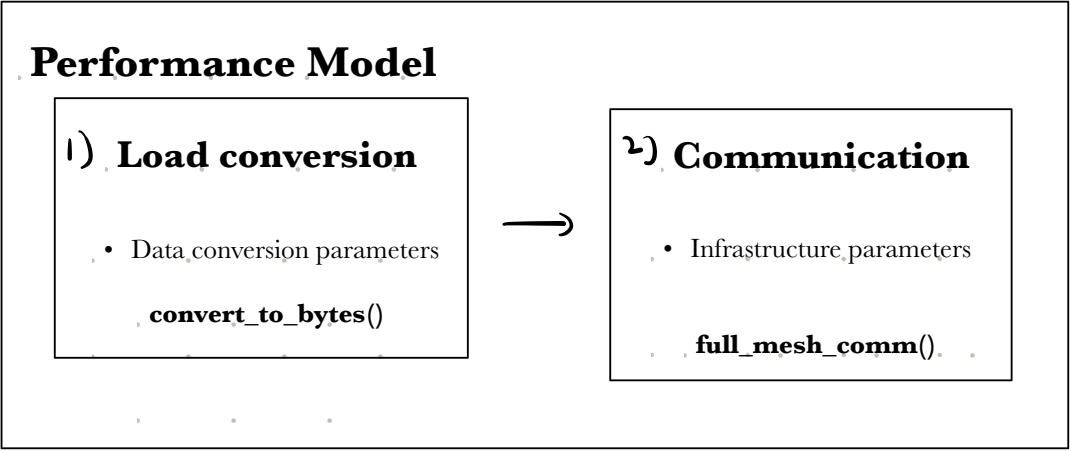 Performance Model
1) Load conversion
• Data conversion parameters
convert_to_bytes()
2) Communication
• Infrastructure parameters
full_mesh_comm()